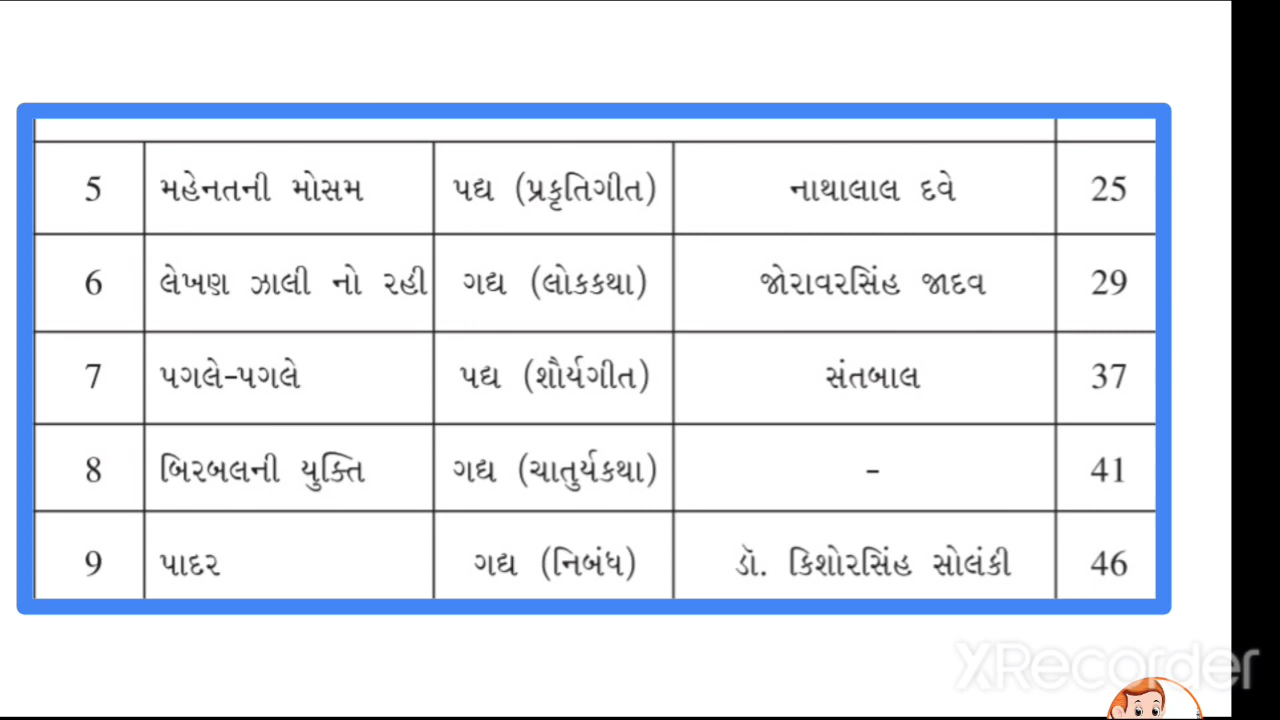 5 મહેનતની મોસમ પદ્ય (પ્રકૃતિગીત) નાથાલાલ દવે 25
6 લેખણ ઝાલી નો રહી ગદ્ય (લોકકથા) જોરાવરસિંહ જાદવ 29
7 પગલે-પગલે પદ્ય (શૌર્યગીત) સંતબાલ 37
8 બિરબલની યુક્તિ ગદ્ય (ચાતુર્યકથા) - 41
9 પાદર ગદ્ય (નિબંધ) ડૉ. કિશોરસિંહ સોલંકી 46
XRecorder